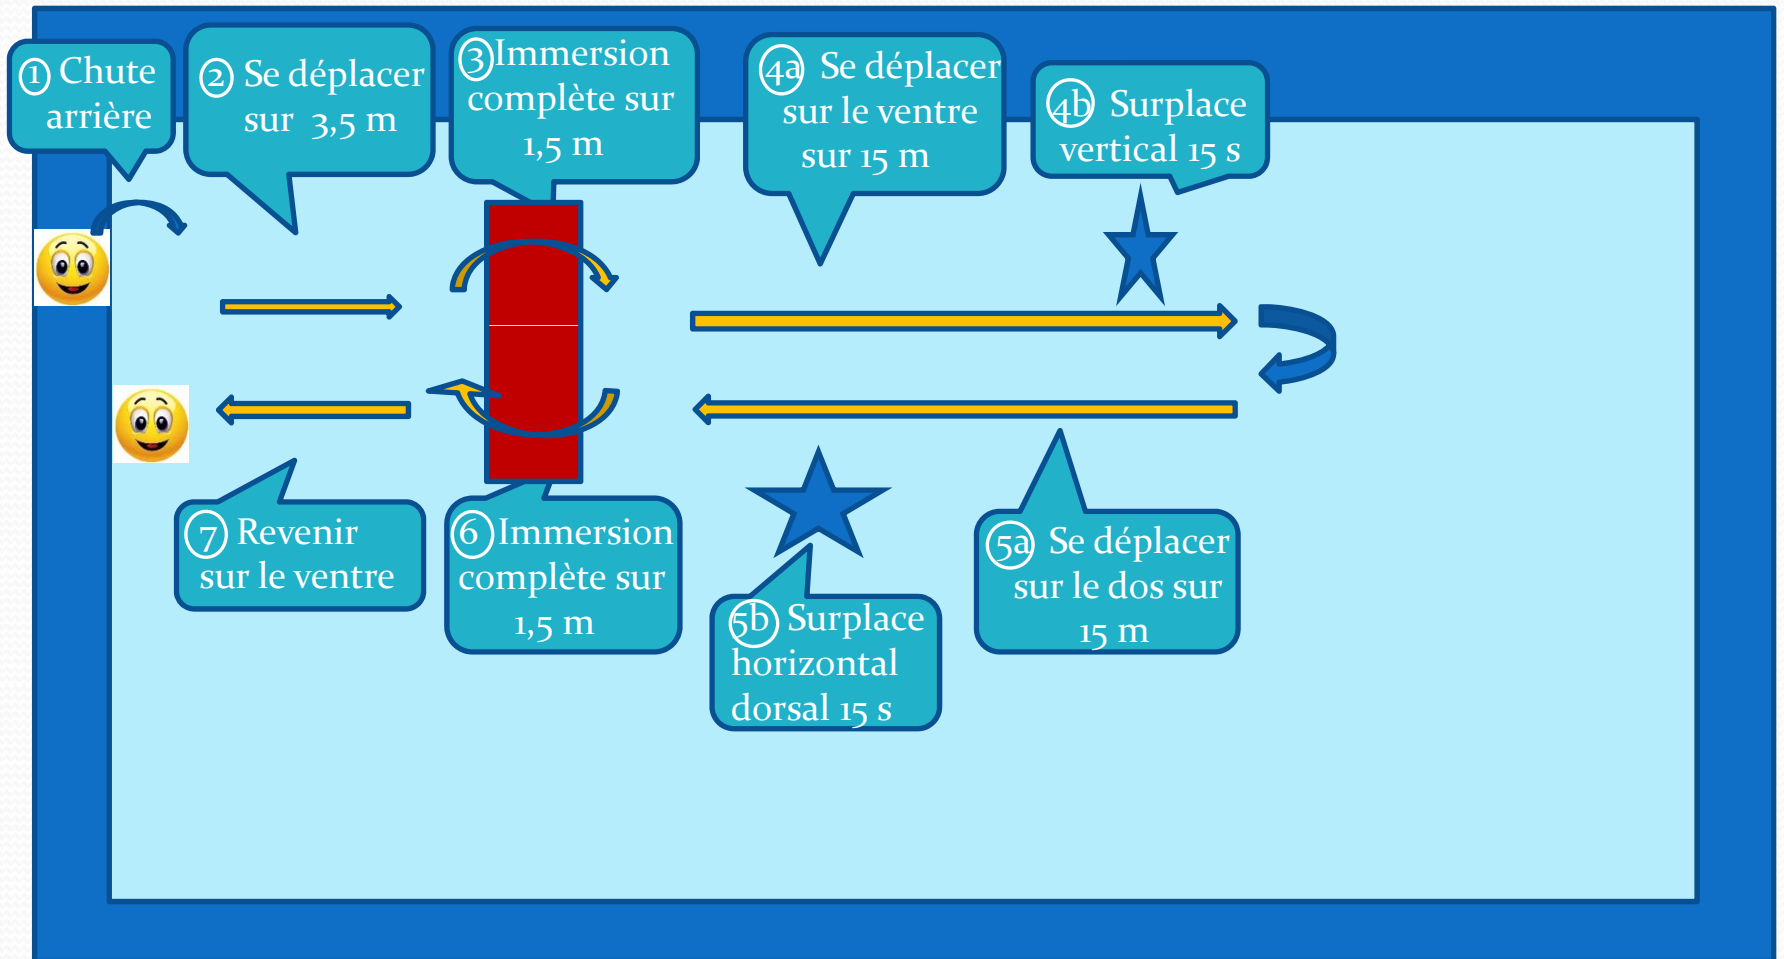 1 Chute
arrière
2 Se déplacer
sur 3,5 m
3 Immersion
complète sur
1,5 m
4a Se déplacer
sur le ventre
sur 15 m
4b Surplace
vertical 15 s
7 Revenir
sur le ventre
6 Immersion
complète sur
1,5 m
5b Surplace
horizontal
dorsal 15 s
5a Se déplacer
sur le dos sur
15 m